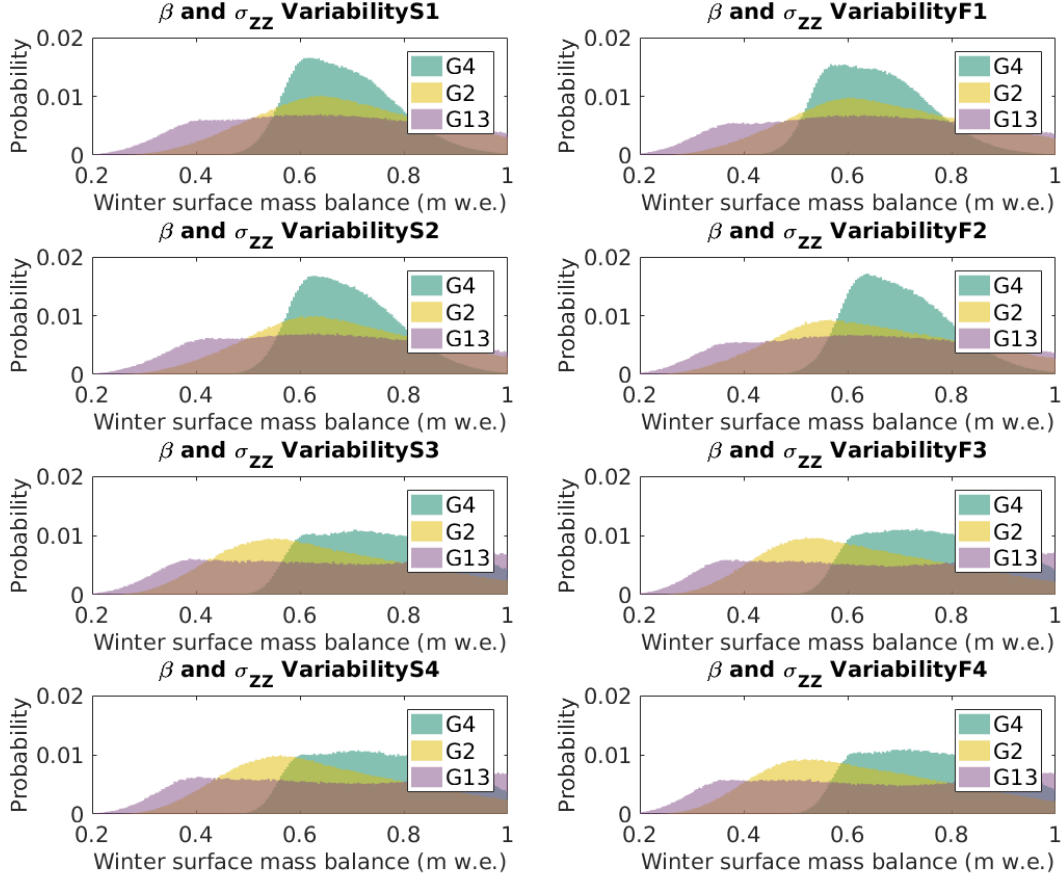 β and σzz VariabilityS1
0.02
0.01
0
Probability
G4
G2
G13
0.2 0.4 0.6 0.8 1
Winter surface mass balance (m w.e.)
β and σzz VariabilityF1
0.02
0.01
0
Probability
G4
G2
G13
0.2 0.4 0.6 0.8 1
Winter surface mass balance (m w.e.)
β and σzz VariabilityS2
0.02
0.01
0
Probability
G4
G2
G13
0.2 0.4 0.6 0.8 1
Winter surface mass balance (m w.e.)
β and σzz VariabilityF2
0.02
0.01
0
Probability
G4
G2
G13
0.2 0.4 0.6 0.8 1
Winter surface mass balance (m w.e.)
β and σzz VariabilityS3
0.02
0.01
0
Probability
G4
G2
G13
0.2 0.4 0.6 0.8 1
Winter surface mass balance (m w.e.)
β and σzz VariabilityF3
0.02
0.01
0
Probability
G4
G2
G13
0.2 0.4 0.6 0.8 1
Winter surface mass balance (m w.e.)
β and σzz VariabilityS4
0.02
0.01
0
Probability
G4
G2
G13
0.2 0.4 0.6 0.8 1
Winter surface mass balance (m w.e.)
β and σzz VariabilityF4
0.02
0.01
0
Probability
G4
G2
G13
0.2 0.4 0.6 0.8 1
Winter surface mass balance (m w.e.)